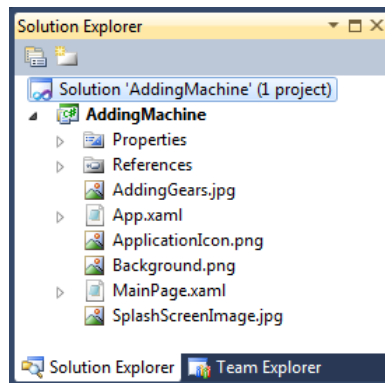 Solution Explorer
Solution 'AddingMachine' (1 project)
AddingMachine
Properties
References
AddingGears.jpg
App.xaml
ApplicationIcon.png
Background.png
MainPage.xaml
SplashScreenImage.jpg
Solution Explorer Team Explorer